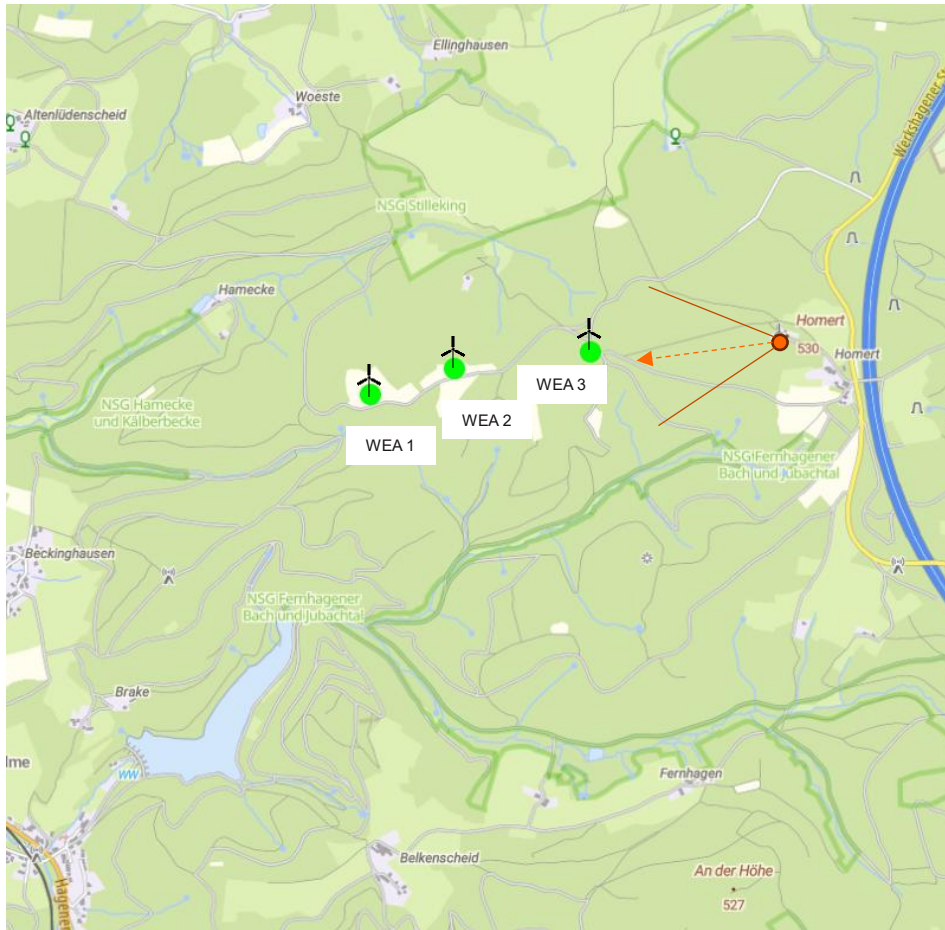 Ellinghausen
Woeste
Altenlüdenscheid
Werkshagener St
NSG Stilleking
Hamecke
Homert
530
Homert
WEA 3
WEA 2
WEA 1
NSG Hamecke
und Kälberbecke
NSG Fernhagener
Bach und Jubachtal
Beckinghausen
NSG Fernhagener
Bach und Jubachtal
Brake
lme
WW
Fernhagen
Belkenscheid
An der Höhe
527
Hagener